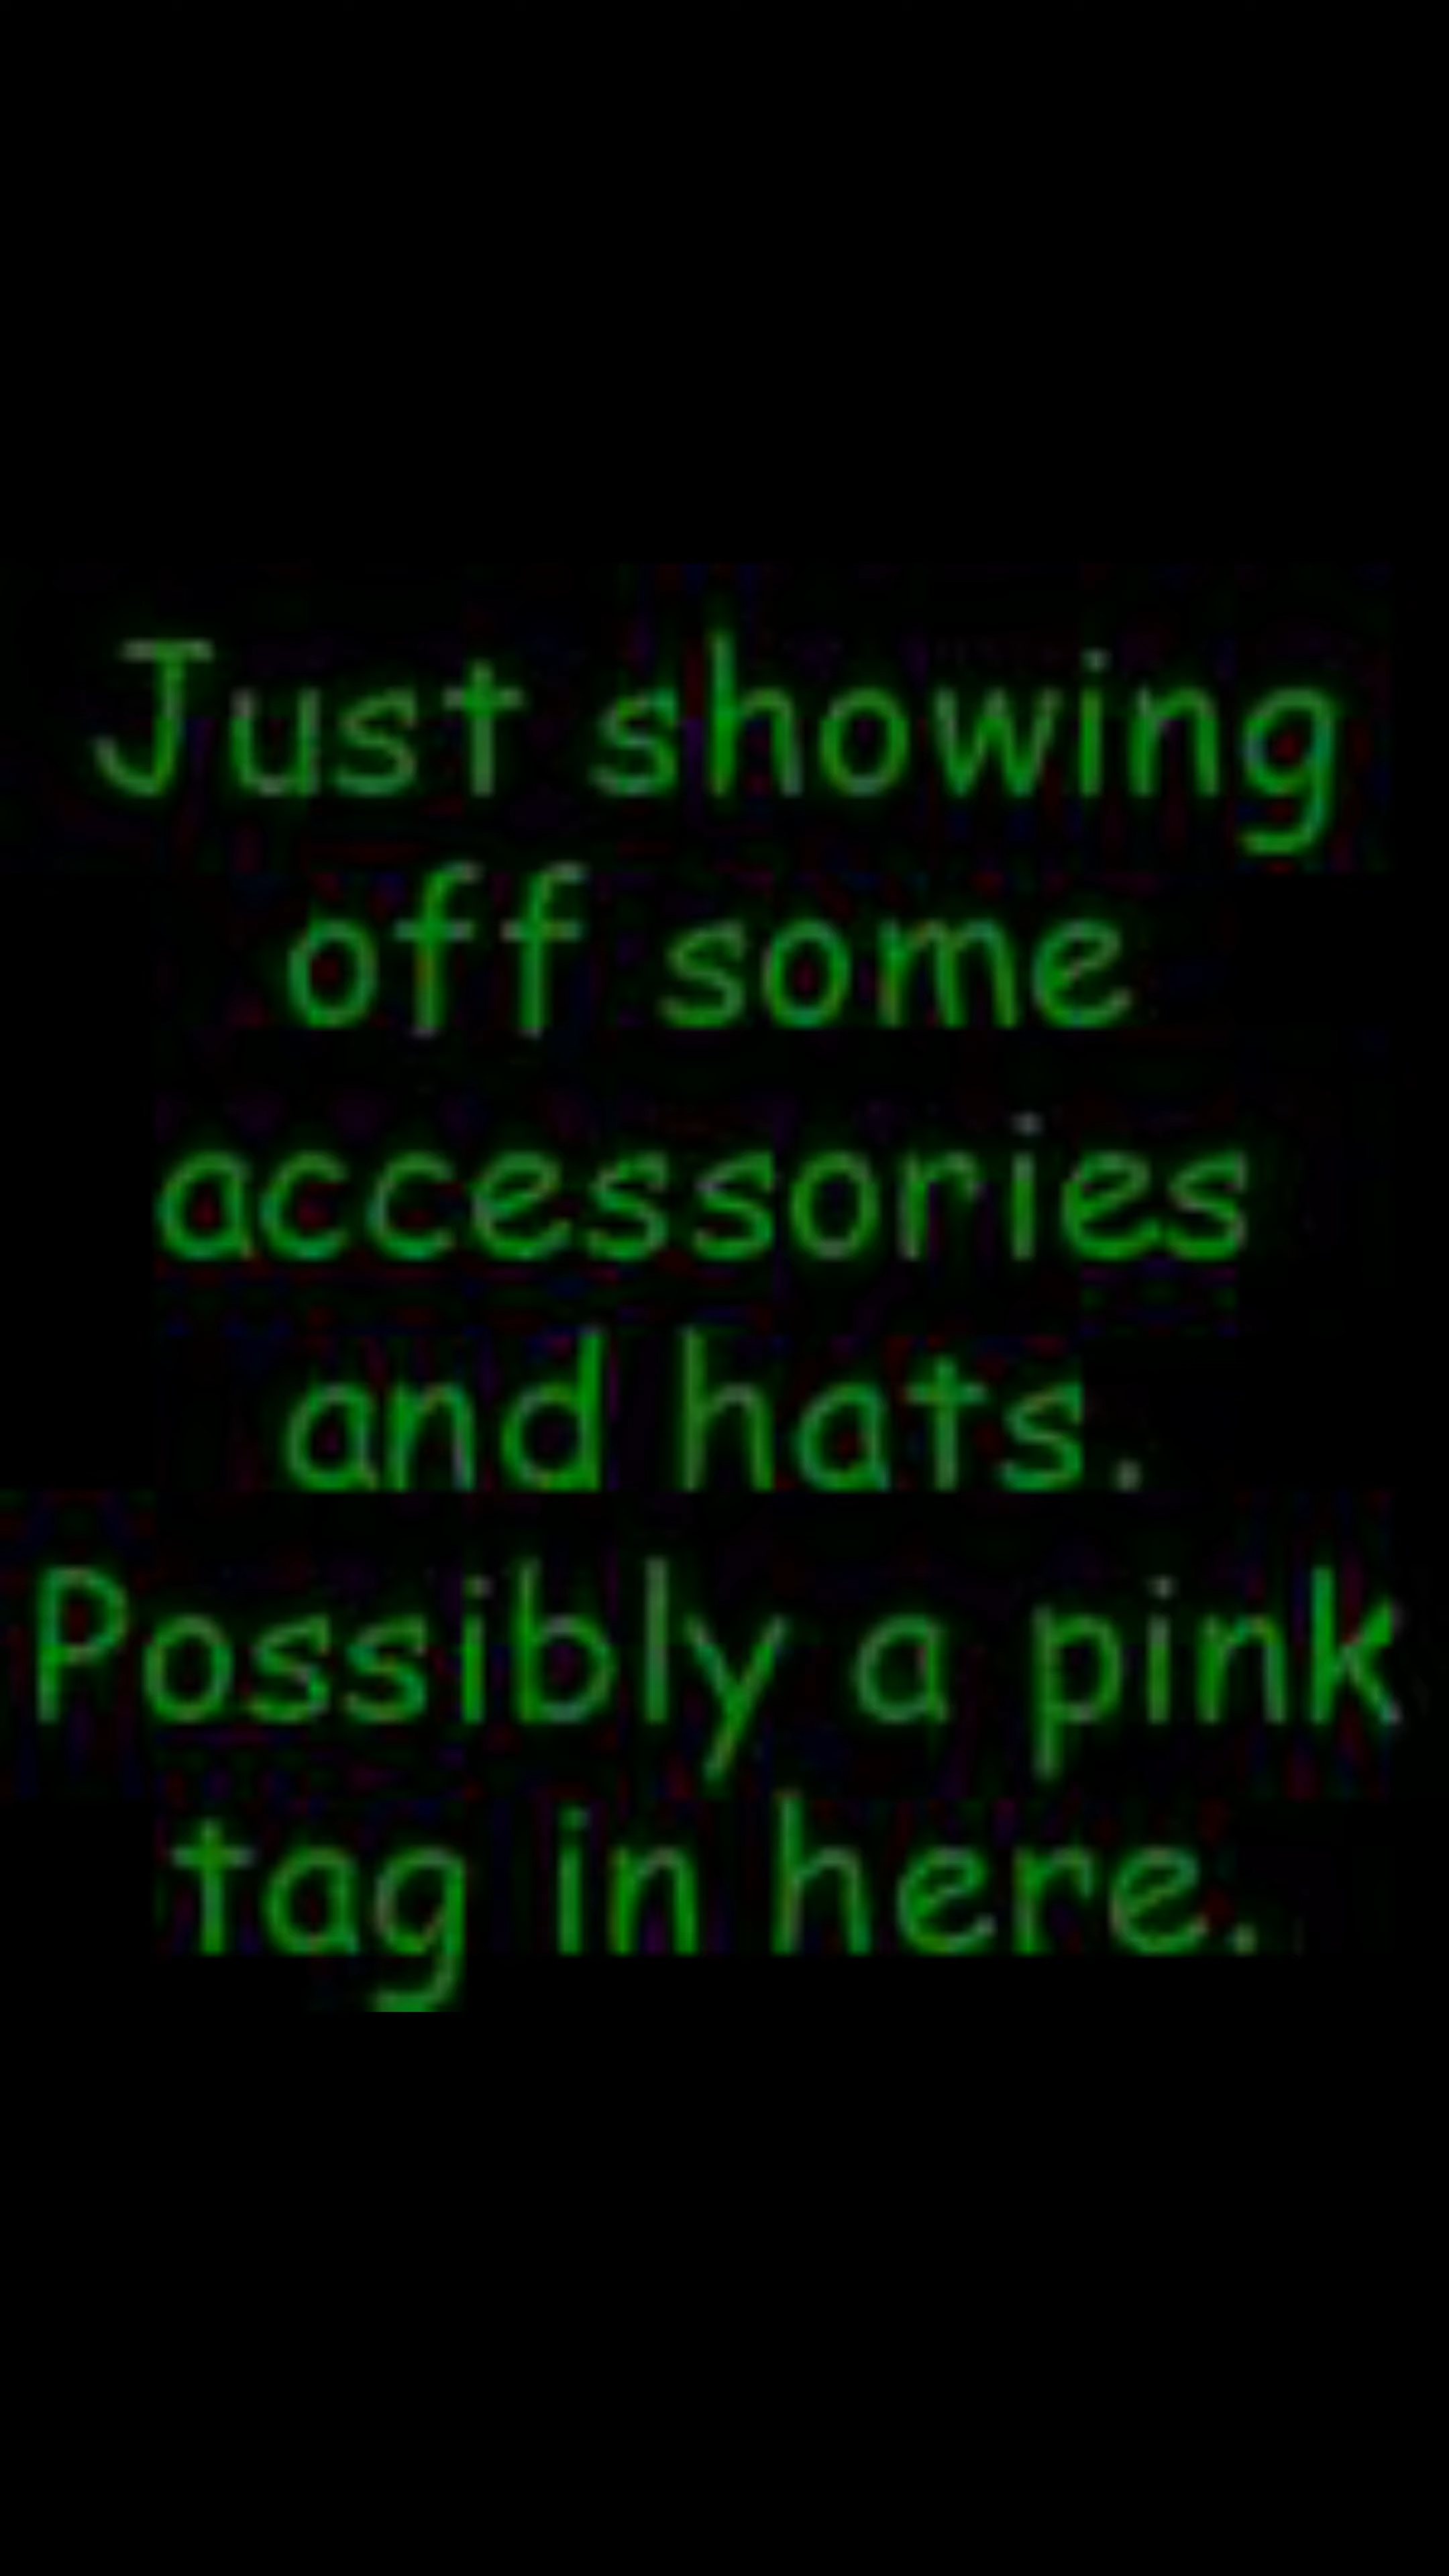 Just showing
off some
accessories
and hats.
Possibly a pink
tag in here.